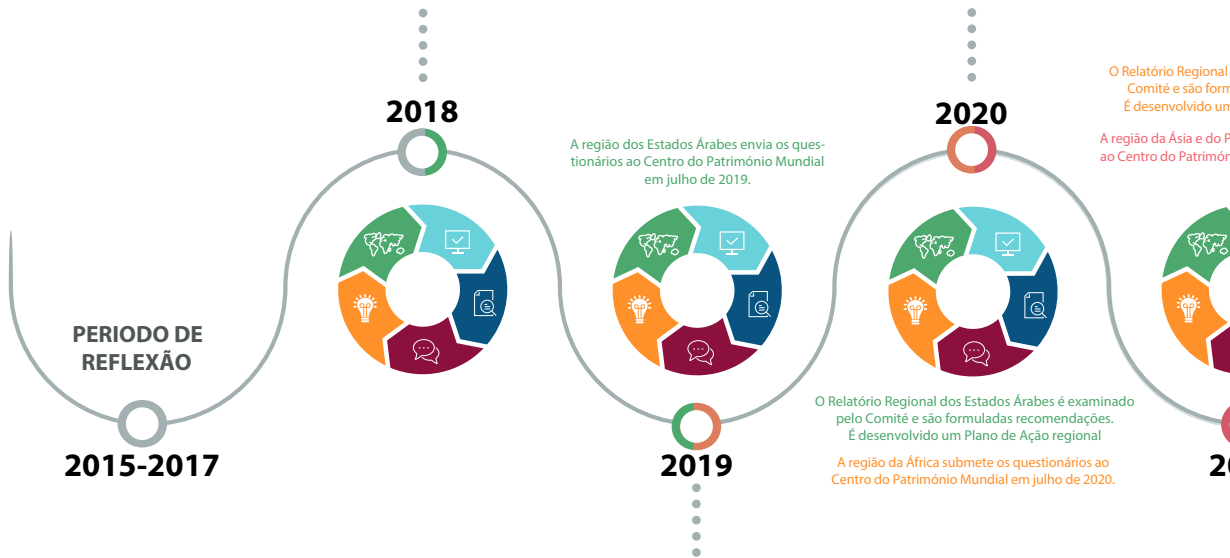 2018
2020
O Relatório Regional
Comité e são form
É desenvolvido um
A região da Ásia e do P
ao Centro do Patrimón
A região dos Estados Árabes envia os ques-
tionários ao Centro do Património Mundial
em julho de 2019.
PERIODO DE
REFLEXÃO
2015-2017
O Relatório Regional dos Estados Árabes é examinado
pelo Comité e são formuladas recomendações.
É desenvolvido um Plano de Ação regional
A região da África submete os questionários ao
Centro do Património Mundial em julho de 2020.
2019